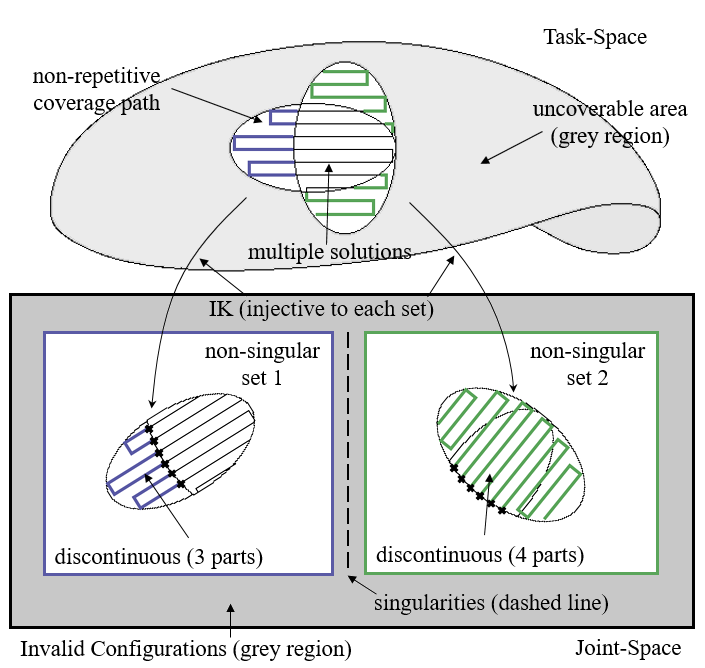 Task-Space
non-repetitive
coverage path
uncoverable area
(grey region)
multiple solutions
IK (injective to each set)
non-singular
set 1
non-singular
set 2
discontinuous (3 parts)
discontinuous (4 parts)
singularities (dashed line)
Invalid Configurations (grey region)
Joint-Space